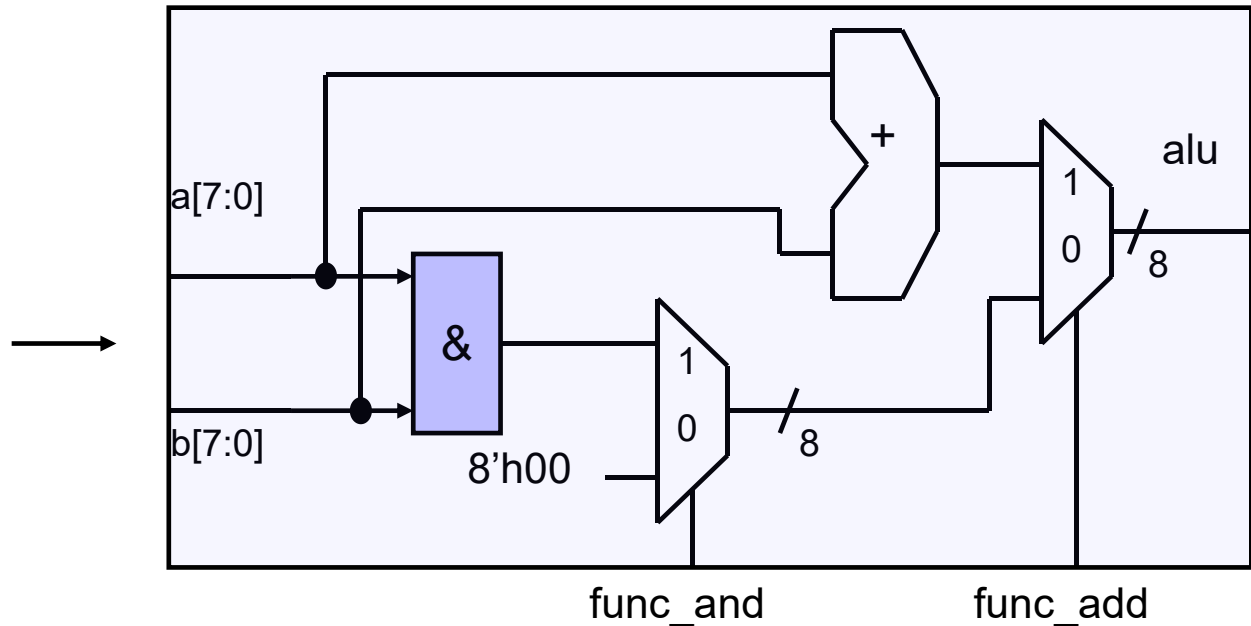 +
alu
1
a[7:0]
0
8
&
1
0
8
b[7:0]
8’h00
func_and
func_add